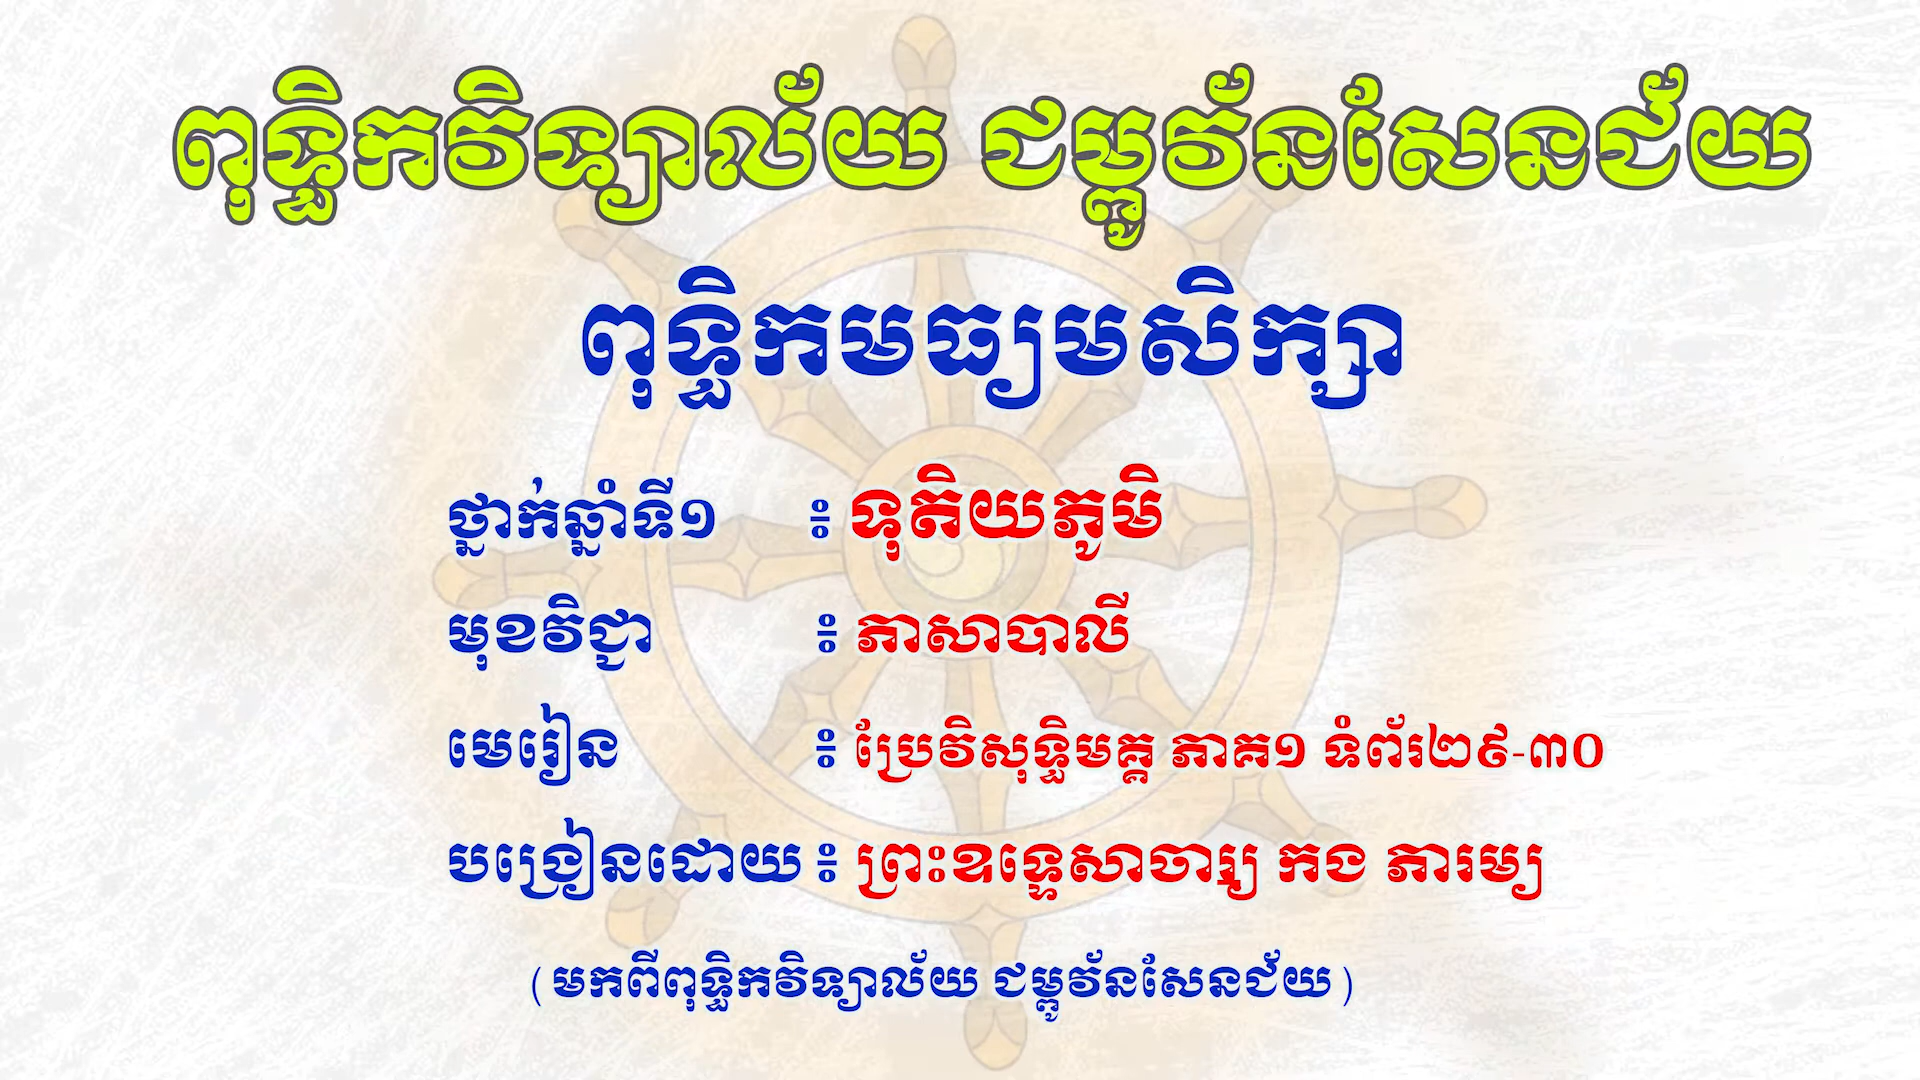 ពុទ្ធិកវិទ្យាល័យ ជម្ពូវ័នសែនជ័យ
ពុទ្ធិកមធ្យមសិក្សា
ថ្នាក់ឆ្នាំទី១ ៖ ទុតិយភូមិ
មុខវិជ្ជា ៖ ភាសាបាលី
មេរៀន ៖ ប្រែវិសុទ្ធិមគ្គ ភាគ១ ទំព័រ២៩-៣០
បង្រៀនដោយ ៖ ព្រះឧទ្ទេសាចារ្យ កង ភារម្យ
(មកពីពុទ្ធិកវិទ្យាល័យ ជម្ពូវ័នសែនជ័យ)